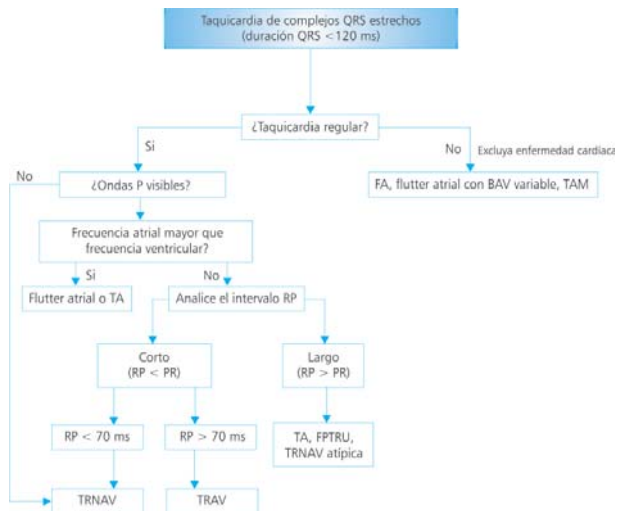 Taquicardia de complejos QRS estrechos
(duración QRS <120 ms)
¿Taquicardia regular?
Si
No
Excluya enfermedad cardíaca
No
¿Ondas P visibles?
FA, flutter atrial con BAV variable, TAM
Frecuencia atrial mayor que
frecuencia ventricular?
Si
No
Flutter atrial o TA
Analice el intervalo RP
Corto
(RP < PR)
Largo
(RP > PR)
RP < 70 ms
RP > 70 ms
TA, FPTRU,
TRNAV atípica
TRNAV
TRAV